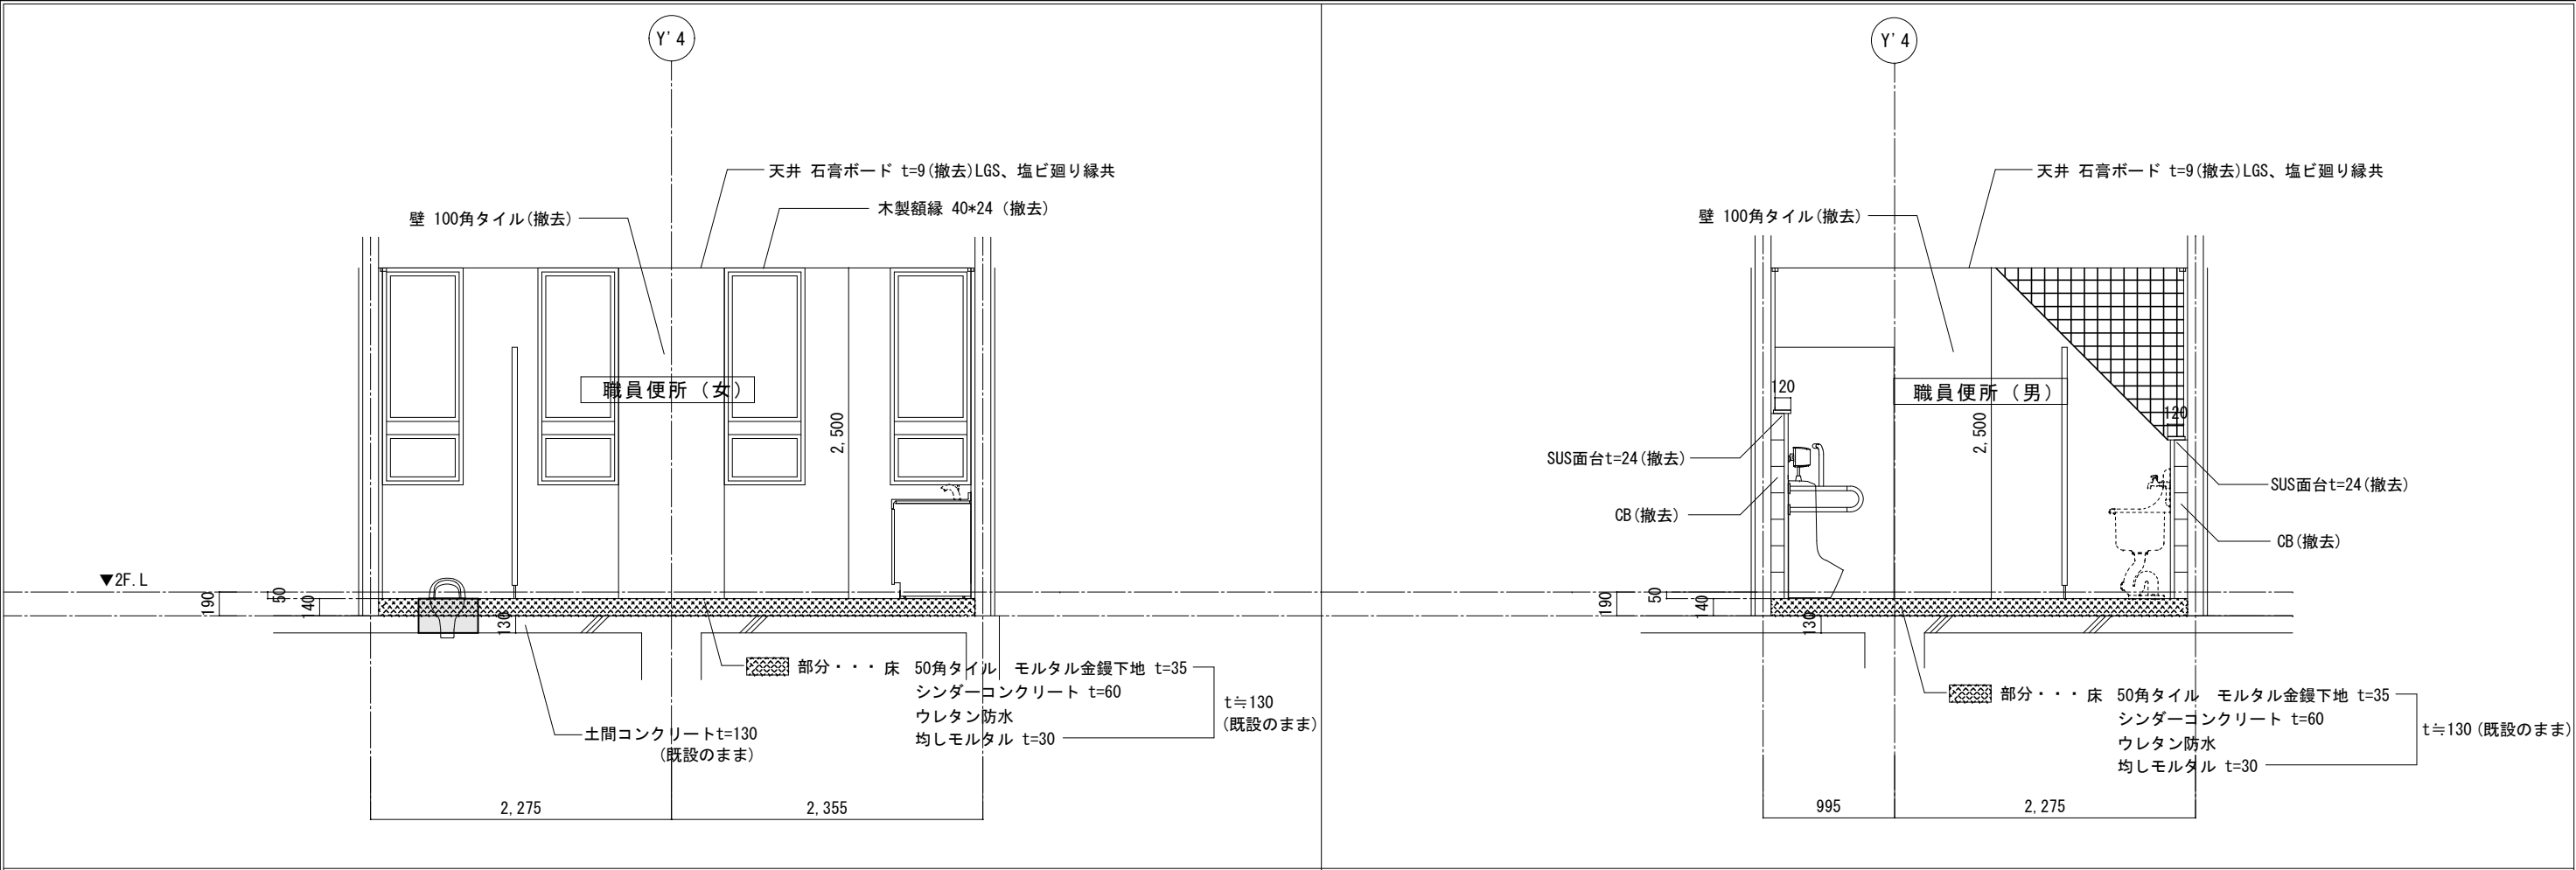 Y' 4
天井 石膏ボード t=9(撤去)LGS、塩ビ廻り縁共
木製額縁 40*24 (撤去)
壁 100角タイル(撤去)
職員便所（女）
2,500
▼2F.L
190
50
40
130
部分・・・床 50角タイル モルタル金鏝下地 t=35
シンダーコンクリート t=60
ウレタン防水
均しモルタル t=30
t≒130
(既設のまま)
土間コンクリートt=130
(既設のまま)
2,275
2,355
Y' 4
天井 石膏ボード t=9(撤去)LGS、塩ビ廻り縁共
壁 100角タイル(撤去)
職員便所（男）
120
120
2,500
SUS面台t=24(撤去)
CB(撤去)
SUS面台t=24(撤去)
CB(撤去)
190
50
40
130
部分・・・床 50角タイル モルタル金鏝下地 t=35
シンダーコンクリート t=60
ウレタン防水
均しモルタル t=30
t≒130(既設のまま)
995
2,275